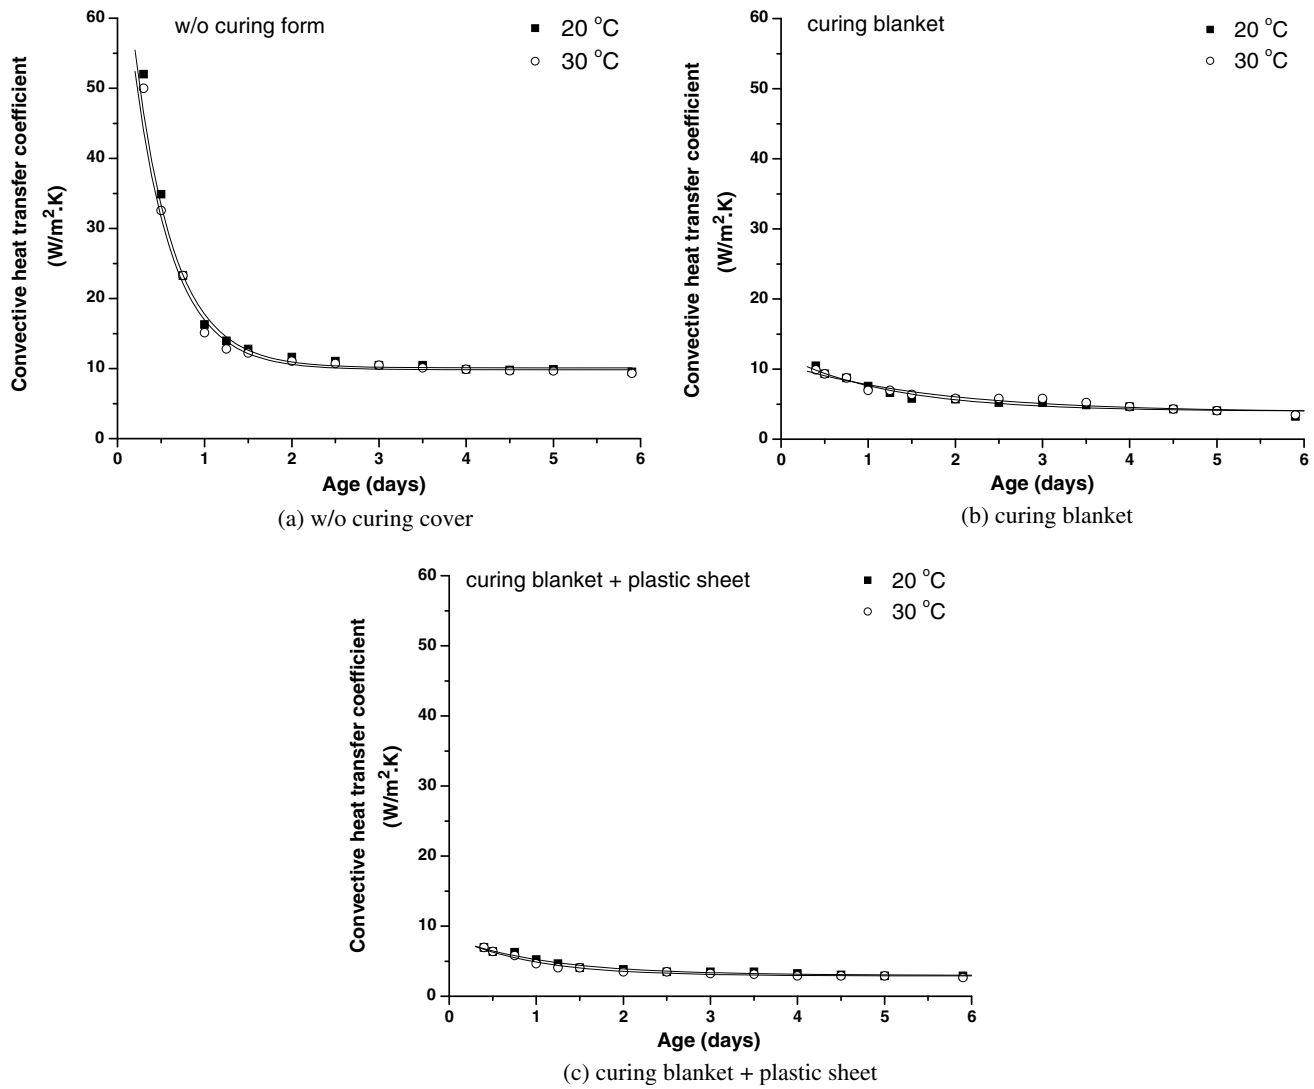 w/o curing form
20 °C
30 °C
Convective heat transfer coefficient
(W/m².K)
60
50
40
30
20
10
0
0 1 2 3 4 5 6
Age (days)
(a) w/o curing cover
curing blanket
20 °C
30 °C
Convective heat transfer coefficient
(W/m².K)
60
50
40
30
20
10
0
0 1 2 3 4 5 6
Age (days)
(b) curing blanket
curing blanket + plastic sheet
20 °C
30 °C
Convective heat transfer coefficient
(W/m².K)
60
50
40
30
20
10
0
0 1 2 3 4 5 6
Age (days)
(c) curing blanket + plastic sheet